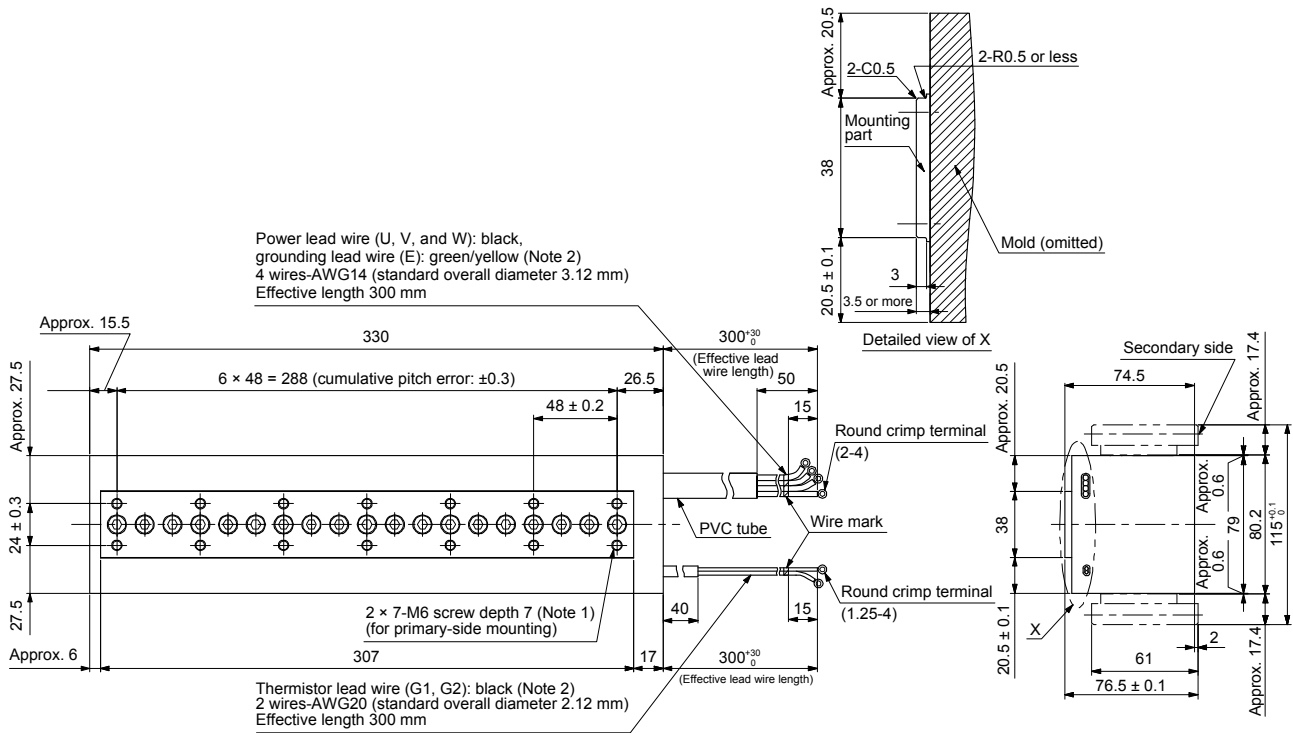 Approx. 20.5
2-C0.5
2-R0.5 or less
Mounting
part
38
Mold (omitted)
20.5 ± 0.1
3
3.5 or more
Detailed view of X
Power lead wire (U, V, and W): black,
grounding lead wire (E): green/yellow (Note 2)
4 wires-AWG14 (standard overall diameter 3.12 mm)
Effective length 300 mm
Approx. 15.5
330
300+30 0
(Effective lead
wire length)
6 × 48 = 288 (cumulative pitch error: ±0.3)
26.5
50
48 ± 0.2
15
Round crimp terminal
(2-4)
Approx. 27.5
24 ± 0.3
27.5
PVC tube
Wire mark
Round crimp terminal
(1.25-4)
2 × 7-M6 screw depth 7 (Note 1)
(for primary-side mounting)
40
15
Approx. 6
307
17
300+30 0
(Effective lead wire length)
Thermistor lead wire (G1, G2): black (Note 2)
2 wires-AWG20 (standard overall diameter 2.12 mm)
Effective length 300 mm
Secondary side
74.5
Approx. 17.4
Approx. 20.5
38
20.5 ± 0.1
Approx.
0.6
Approx.
0.6
79
80.2
115+0.1 0
X
2
61
76.5 ± 0.1
Approx. 17.4